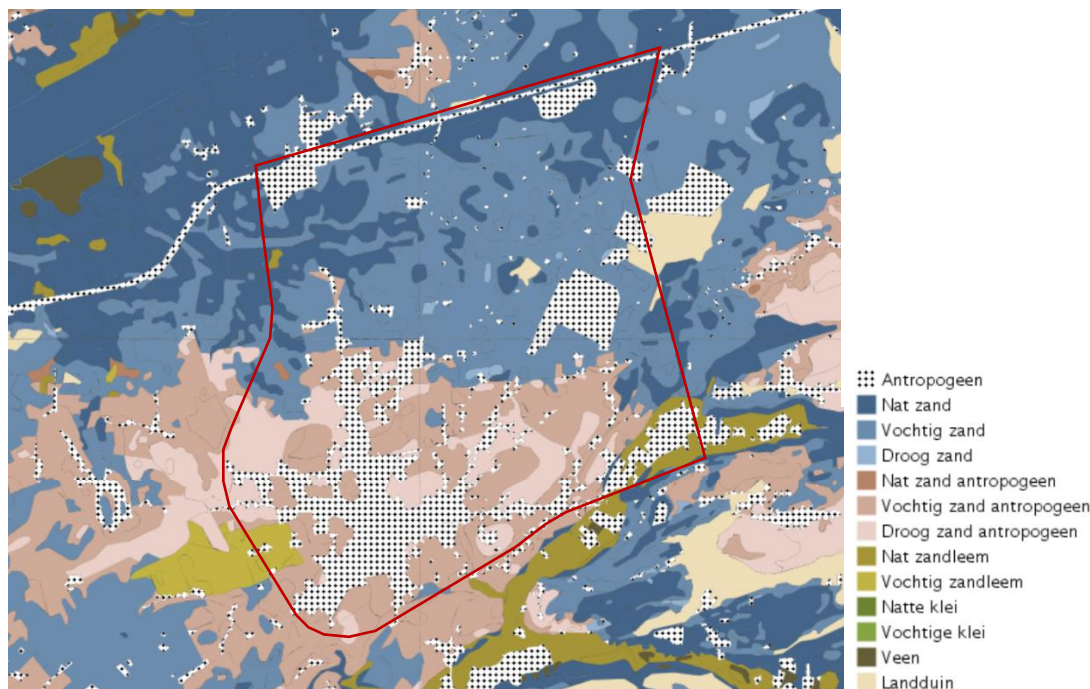 Antropogeen
Nat zand
Vochtig zand
Droog zand
Nat zand antropogeen
Vochtig zand antropogeen
Droog zand antropogeen
Nat zandleem
Vochtig zandleem
Natte klei
Vochtige klei
Veen
Landduin